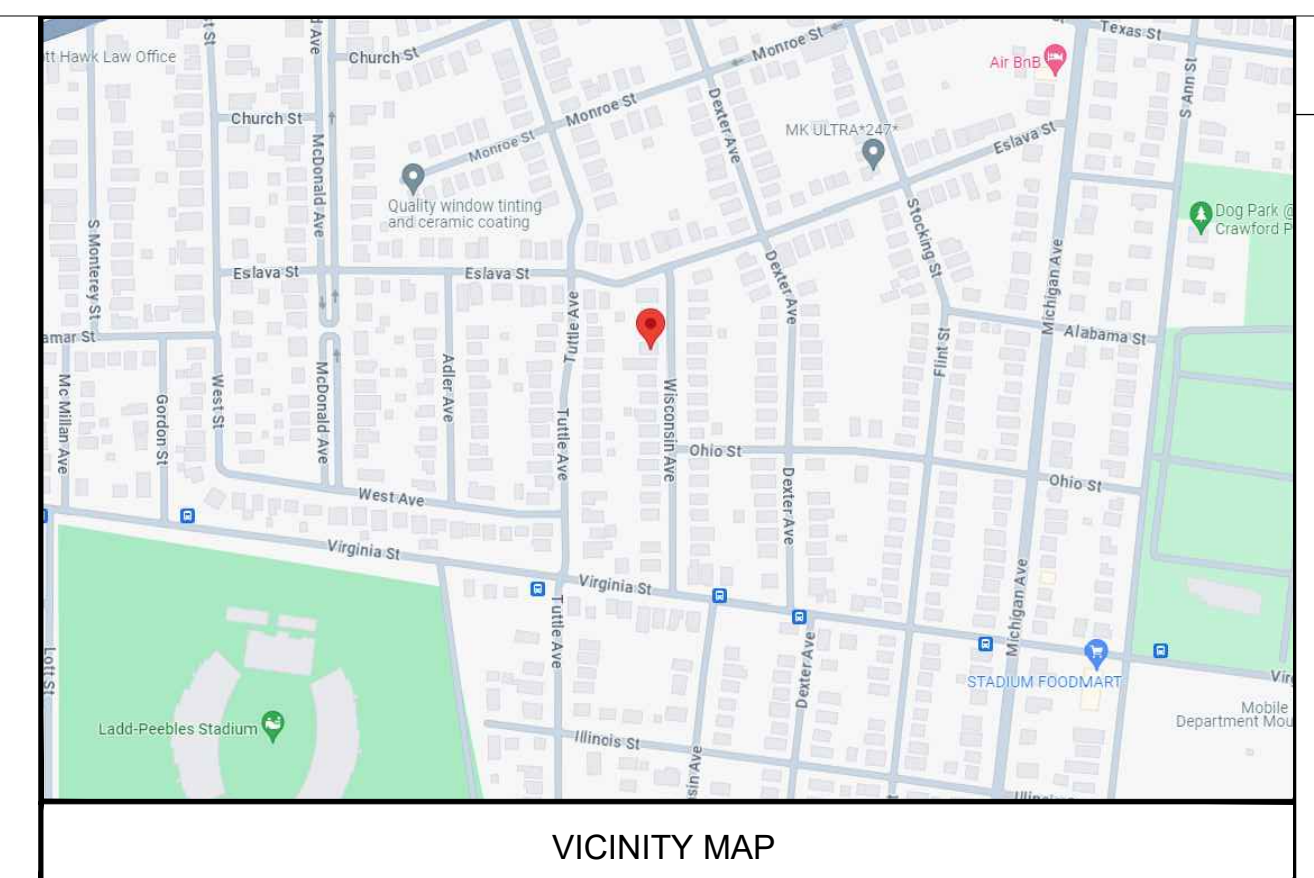 Texas St
tt Hawk Law Office
Church St
Monroe St
Air BnB
S Ann St
Church St
McDonald Ave
Monroe St
Dexter Ave
MK ULTRA*247*
Eslava St
Monroe St
Quality window tinting
and ceramic coating
Stocking St
Dog Park @
Crawford P
S Monterey St
Eslava St
Eslava St
Dexter Ave
Michigan Ave
Tuttle Ave
amar St
Alabama St
Flint St
Mc Millan Ave
Gordon St
West St
McDonald Ave
Adler Ave
Tuttle Ave
Wisconsin Ave
Ohio St
Dexter Ave
Ohio St
West Ave
Virginia St
Virginia St
Michigan Ave
Tuttle Ave
Lott St
Dexter Ave
STADIUM FOODMART
Vir
Mobile
Department Mou
Ladd-Peebles Stadium
Illinois St
sin Ave
VICINITY MAP